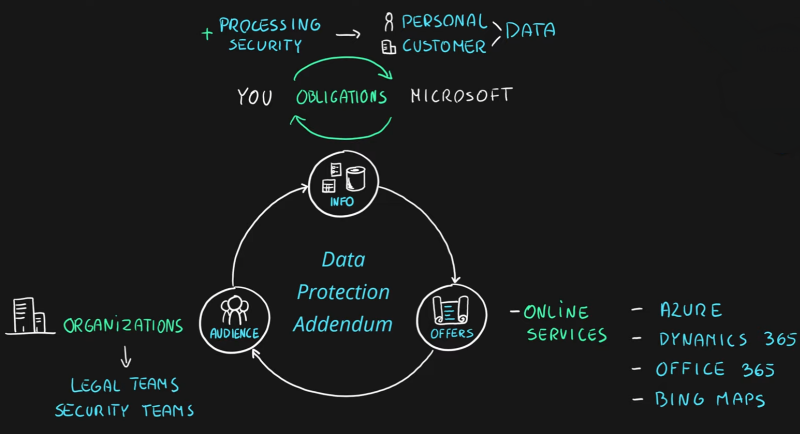 + PROCESSING SECURITY → PERSONAL
CUSTOMER
DATA
YOU OBLIGATIONS MICROSOFT
INFO
Data
Protection
Addendum
AUDIENCE
OFFERS
ORGANIZATIONS
LEGAL TEAMS
SECURITY TEAMS
- ONLINE
SERVICES
- AZURE
- DYNAMICS 365
- OFFICE 365
- BING MAPS